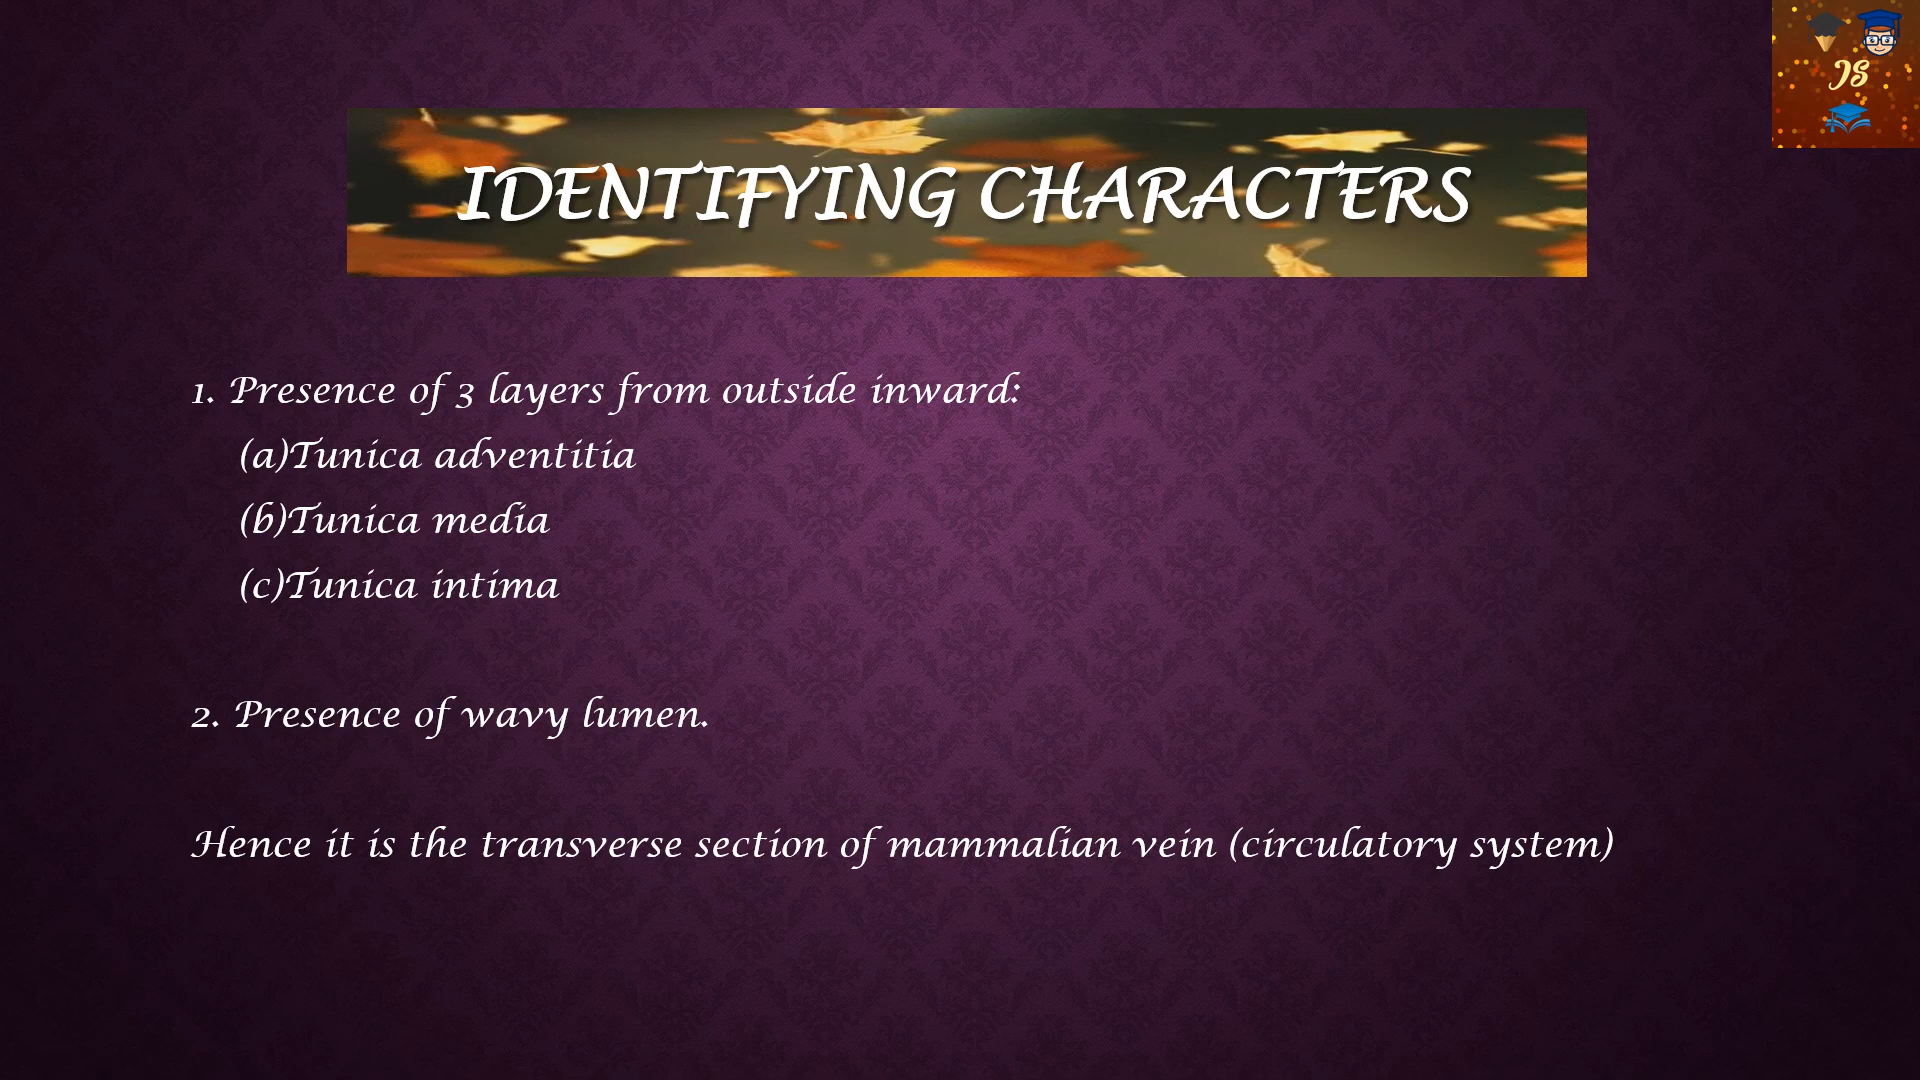 JS
IDENTIFYING CHARACTERS
1. Presence of 3 layers from outside inward:
(a)Tunica adventitia
(b)Tunica media
(c)Tunica intima
2. Presence of wavy lumen.
Hence it is the transverse section of mammalian vein (circulatory system)